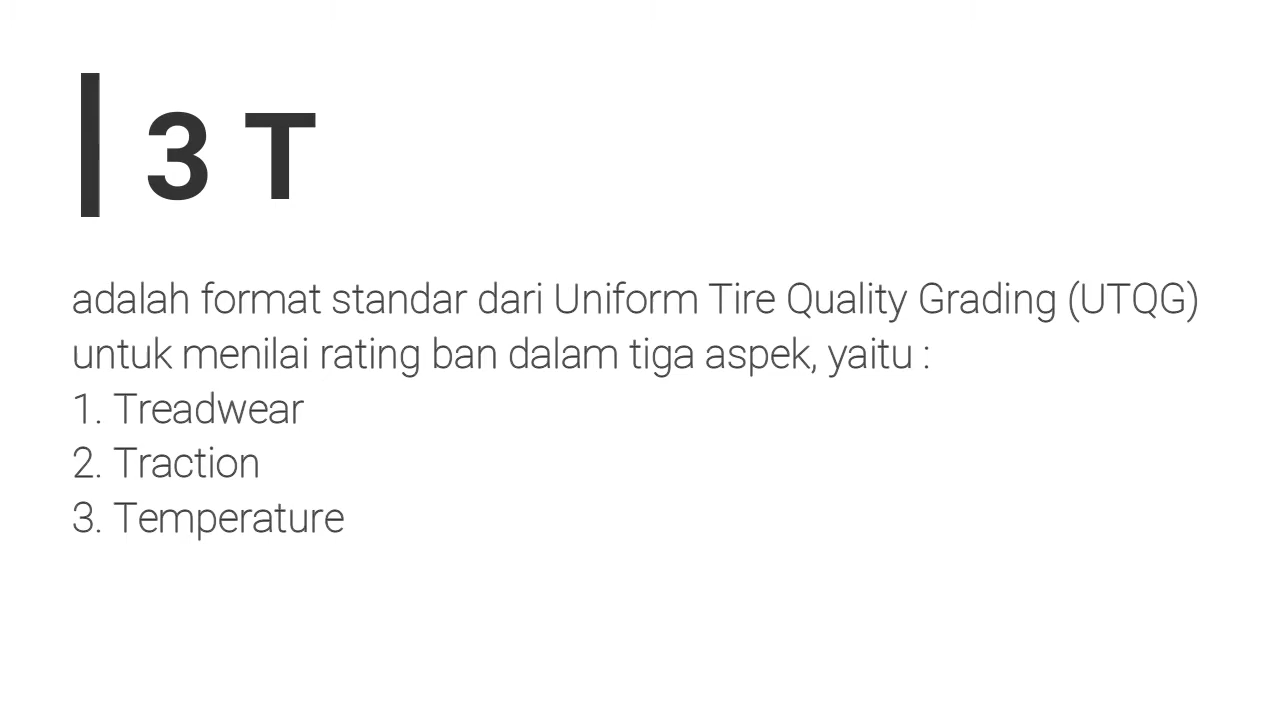 3 T
adalah format standar dari Uniform Tire Quality Grading (UTQG)
untuk menilai rating ban dalam tiga aspek, yaitu :
1. Treadwear
2. Traction
3. Temperature